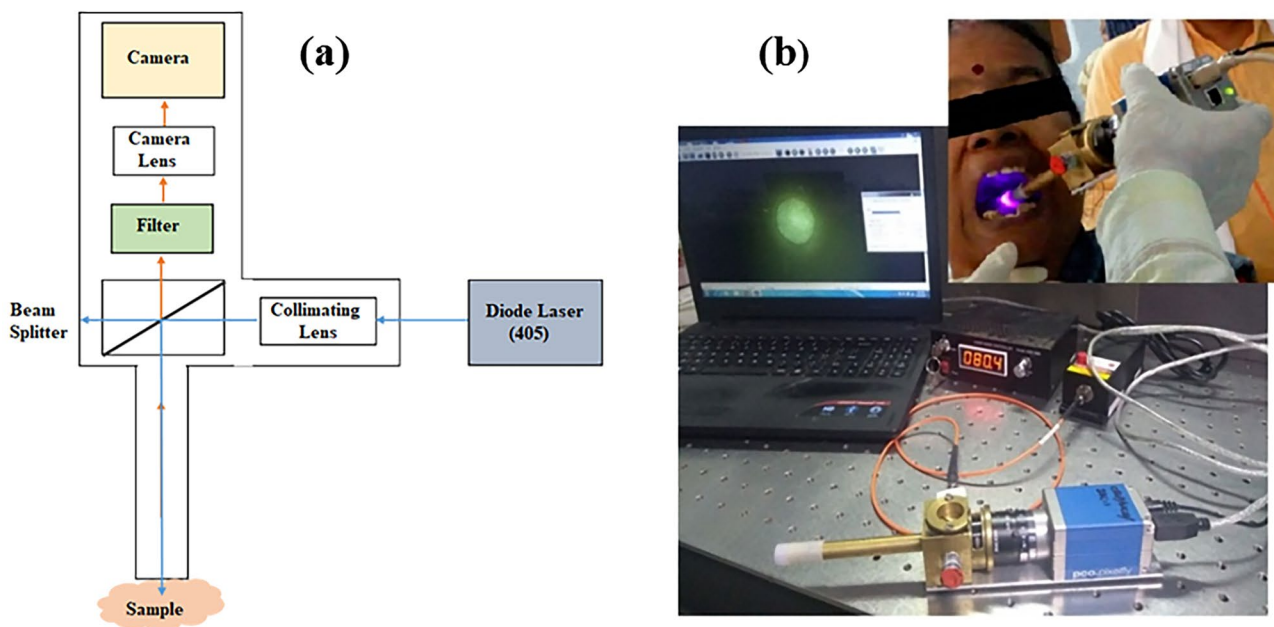 (a)
Camera
Camera
Lens
Filter
Beam
Splitter
Collimating
Lens
Diode Laser
(405)
Sample
(b)
080.4
pco.pixelfly